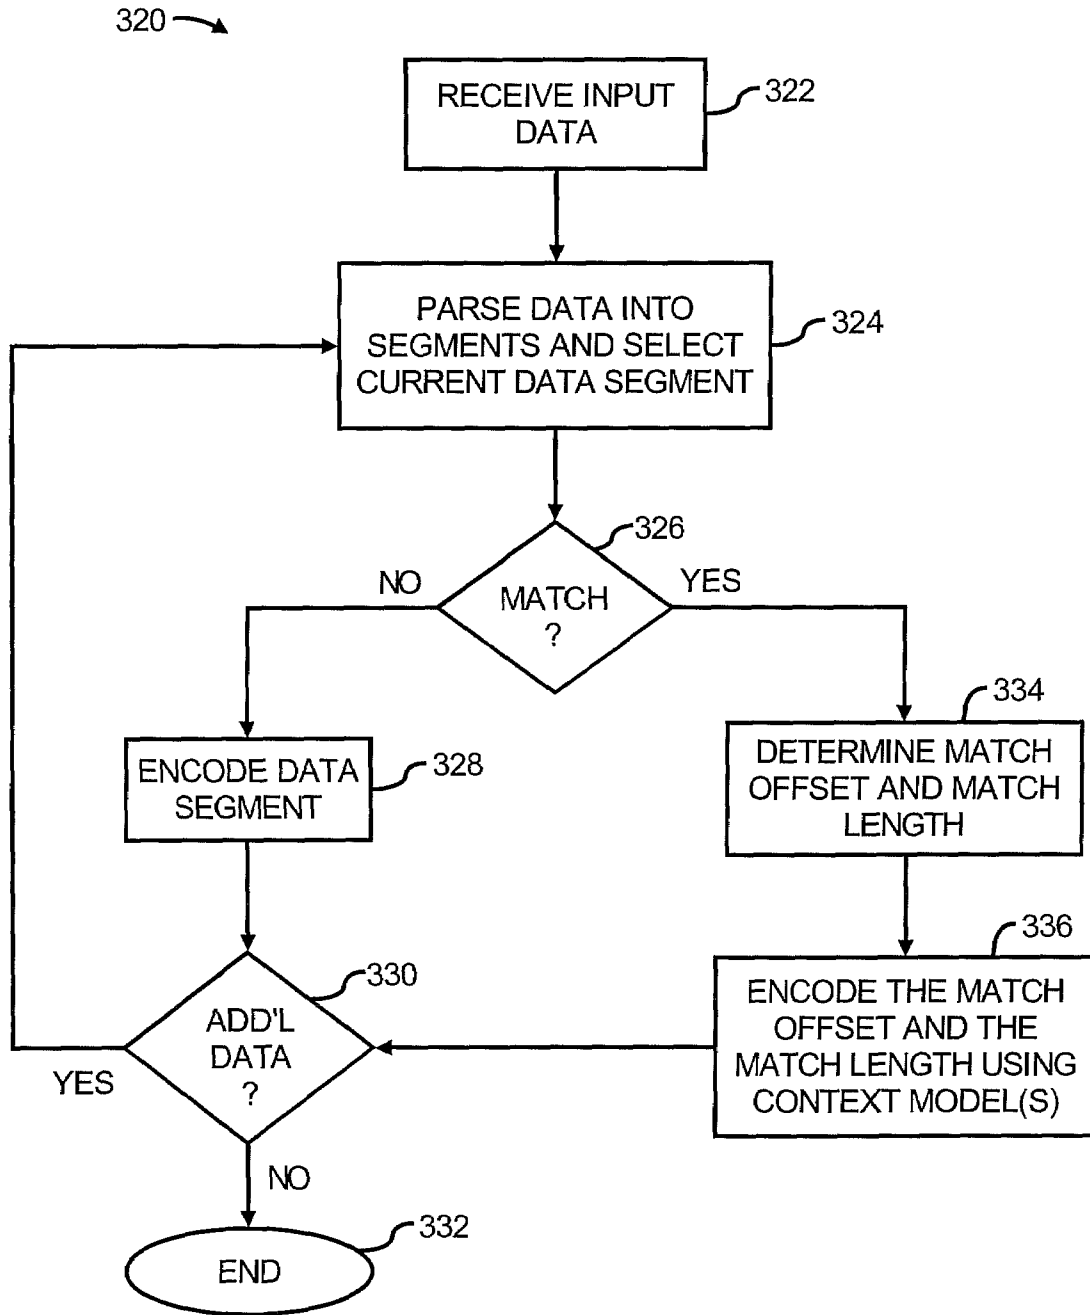 320
RECEIVE INPUT
DATA
322
PARSE DATA INTO
SEGMENTS AND SELECT
CURRENT DATA SEGMENT
324
326
NO
YES
MATCH
?
334
DETERMINE MATCH
OFFSET AND MATCH
LENGTH
ENCODE DATA
SEGMENT
328
336
ENCODE THE MATCH
OFFSET AND THE
MATCH LENGTH USING
CONTEXT MODEL(S)
330
ADD'L
DATA
?
YES
NO
332
END